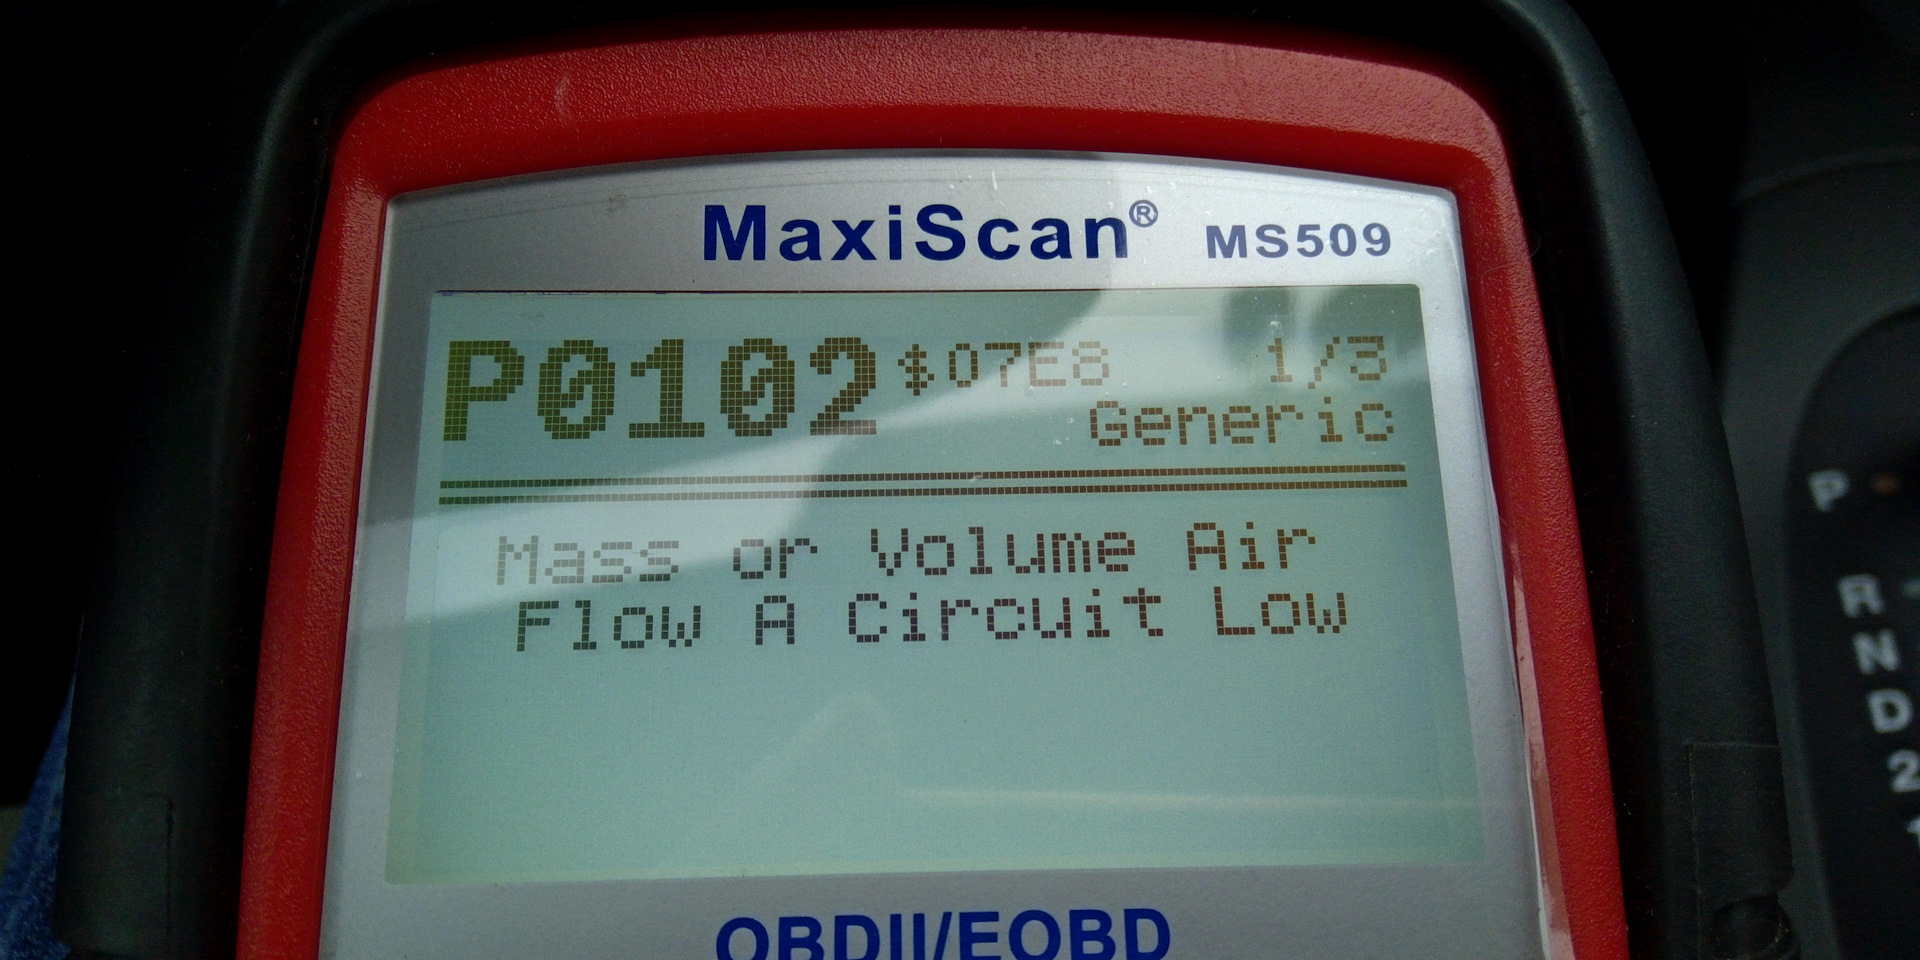 MaxiScan® MS509
P0102 $07E8 1/3
Generic
Mass or Volume Air
Flow A Circuit Low
OBDII/EOBD
P
R
N
D
2